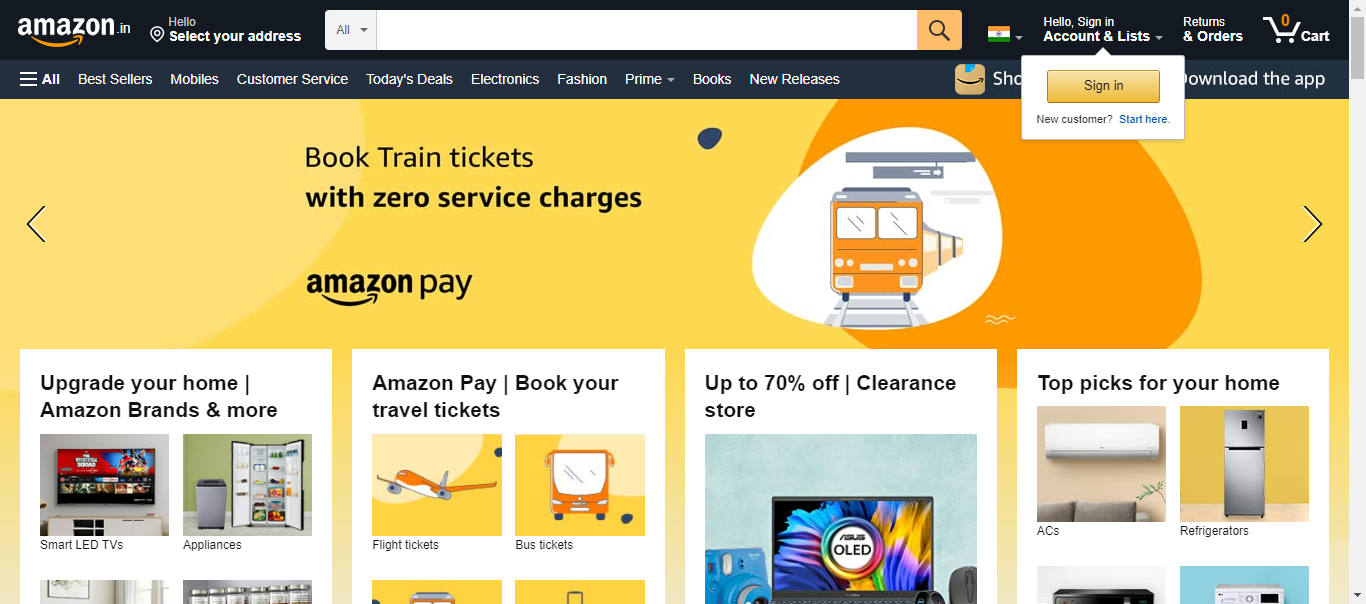 amazon.in
Hello
Select your address
All
Hello, Sign in
Account & Lists
Returns
& Orders
0
Cart
All
Best Sellers
Mobiles
Customer Service
Today's Deals
Electronics
Fashion
Prime
Books
New Releases
Sho
Download the app
Sign in
New customer? Start here.
Book Train tickets
with zero service charges
amazon pay
Upgrade your home |
Amazon Brands & more
Smart LED TVs
Appliances
Amazon Pay | Book your
travel tickets
Flight tickets
Bus tickets
Up to 70% off | Clearance
store
ASUS
OLED
Top picks for your home
ACs
Refrigerators